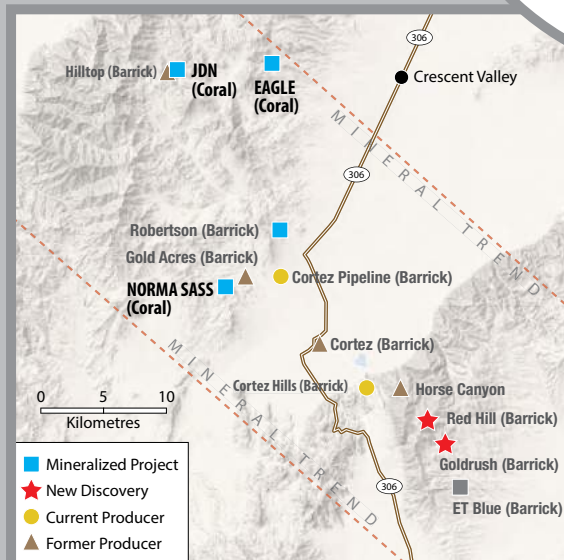 306
Crescent Valley
Hilltop (Barrick)
JDN
(Coral)
EAGLE
(Coral)
MINERAL TREND
306
Robertson (Barrick)
Gold Acres (Barrick)
NORMA SASS
(Coral)
Cortez Pipeline (Barrick)
MINERAL TREND
Cortez (Barrick)
Cortez Hills (Barrick)
Horse Canyon
Red Hill (Barrick)
Goldrush (Barrick)
ET Blue (Barrick)
306
0 5 10
Kilometres
Mineralized Project
New Discovery
Current Producer
Former Producer